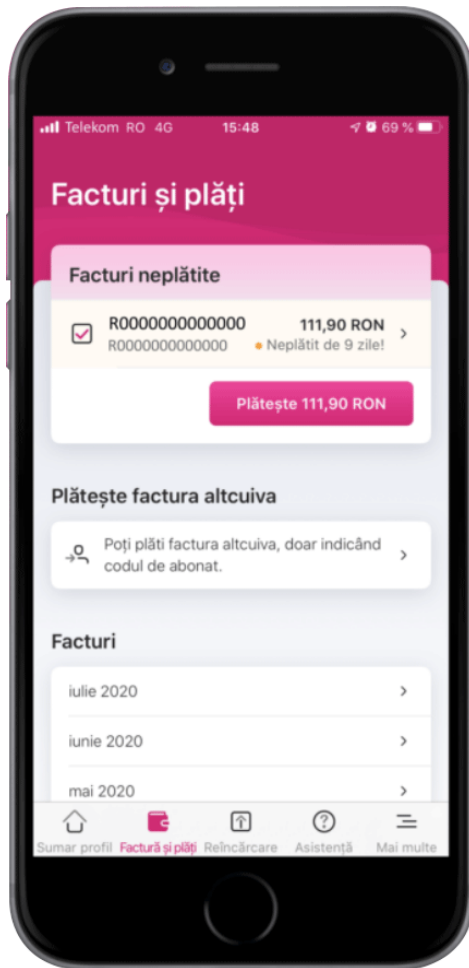 Telekom RO 4G 15:48 69 %
Facturi și plăți
Facturi neplătite
R0000000000000 111,90 RON
R0000000000000 Neplătit de 9 zile!
Plătește 111,90 RON
Plătește factura altcuiva
Poți plăti factura altcuiva, doar indicând
codul de abonat.
Facturi
iulie 2020
iunie 2020
mai 2020
Sumar profil Factură și plăți Reîncărcare Asistență Mai multe